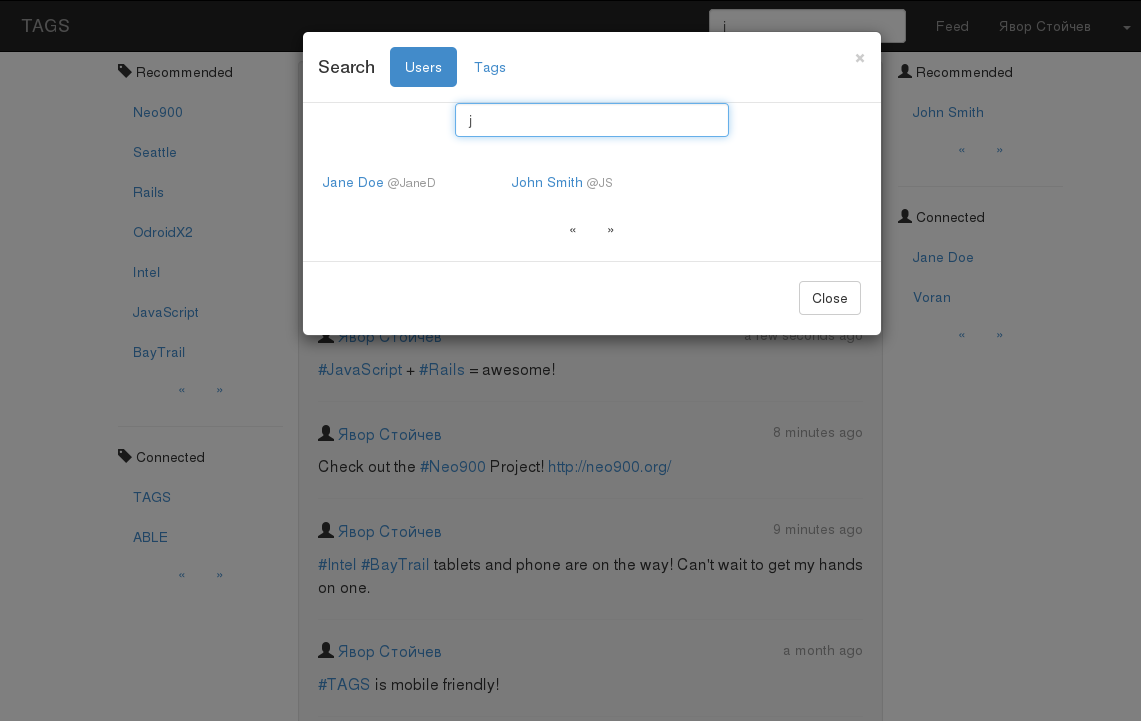 TAGS
j
Feed
Явор Стойчев
Search
Users
Tags
×
j
Jane Doe @JaneD
John Smith @JS
« »
Close
Recommended
Neo900
Seattle
Rails
OdroidX2
Intel
JavaScript
BayTrail
« »
Connected
TAGS
ABLE
« »
Явор Стойчев
a few seconds ago
#JavaScript + #Rails = awesome!
Явор Стойчев
8 minutes ago
Check out the #Neo900 Project! http://neo900.org/
Явор Стойчев
9 minutes ago
#Intel #BayTrail tablets and phone are on the way! Can't wait to get my hands
on one.
Явор Стойчев
a month ago
#TAGS is mobile friendly!
Recommended
John Smith
« »
Connected
Jane Doe
Voran
« »